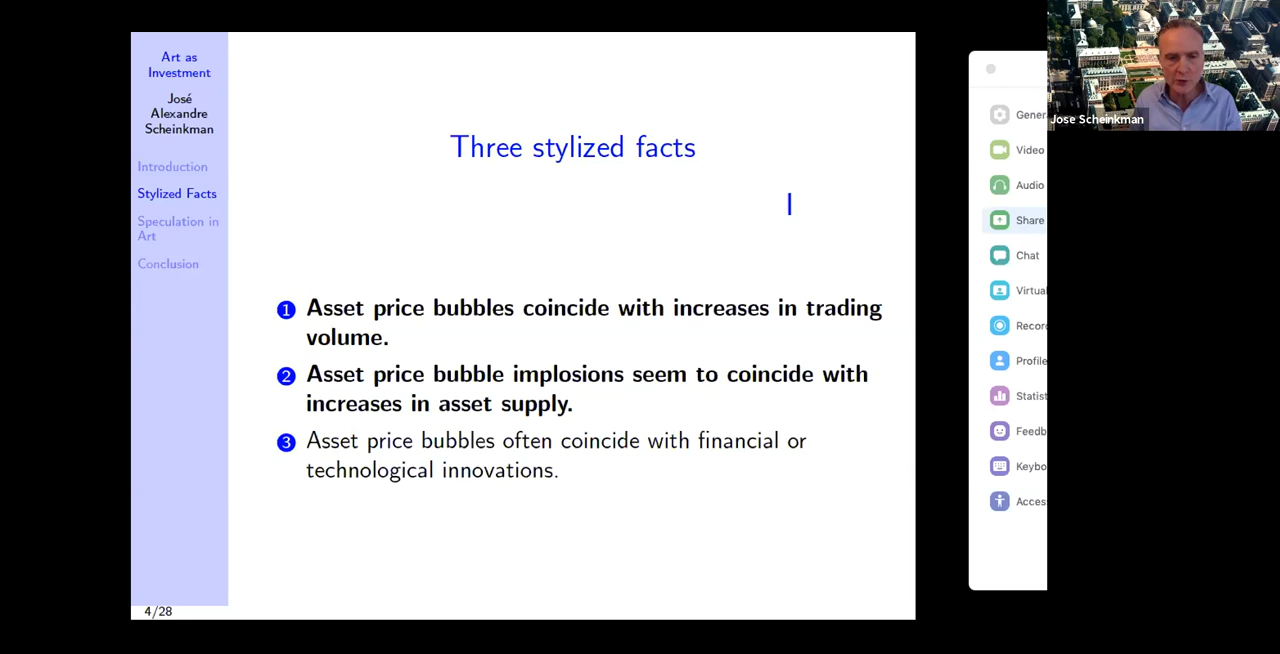 Art as
Investment
José
Alexandre
Scheinkman
Introduction
Stylized Facts
Speculation in
Art
Conclusion
Three stylized facts
1 Asset price bubbles coincide with increases in trading
volume.
2 Asset price bubble implosions seem to coincide with
increases in asset supply.
3 Asset price bubbles often coincide with financial or
technological innovations.
4/28
Gener
Video
Audio
Share
Chat
Virtual
Recor
Profile
Statist
Feedb
Keybo
Acces
Jose Scheinkman